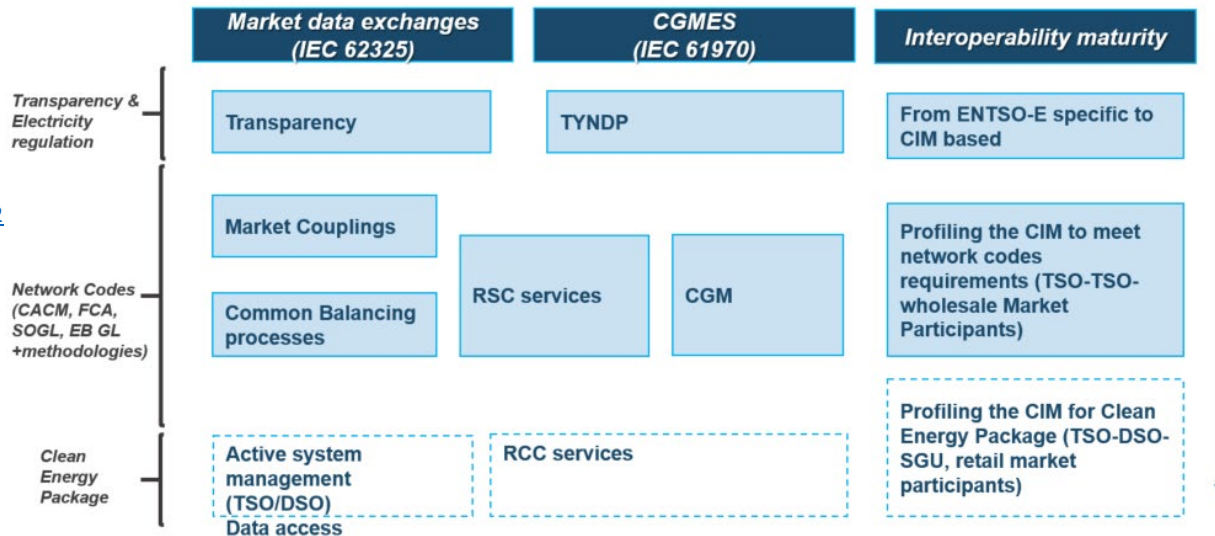 Market data exchanges
(IEC 62325)
CGMES
(IEC 61970)
Interoperability maturity
Transparency &
Electricity
regulation
Transparency
TYNDP
From ENTSO-E specific to
CIM based
2
Network Codes
(CACM, FCA,
SOGL, EB GL
+methodologies)
Market Couplings
Common Balancing
processes
RSC services
CGM
Profiling the CIM to meet
network codes
requirements (TSO-TSO-
wholesale Market
Participants)
Clean
Energy
Package
Active system
management
(TSO/DSO)
Data access
RCC services
Profiling the CIM for Clean
Energy Package (TSO-DSO-
SGU, retail market
participants)